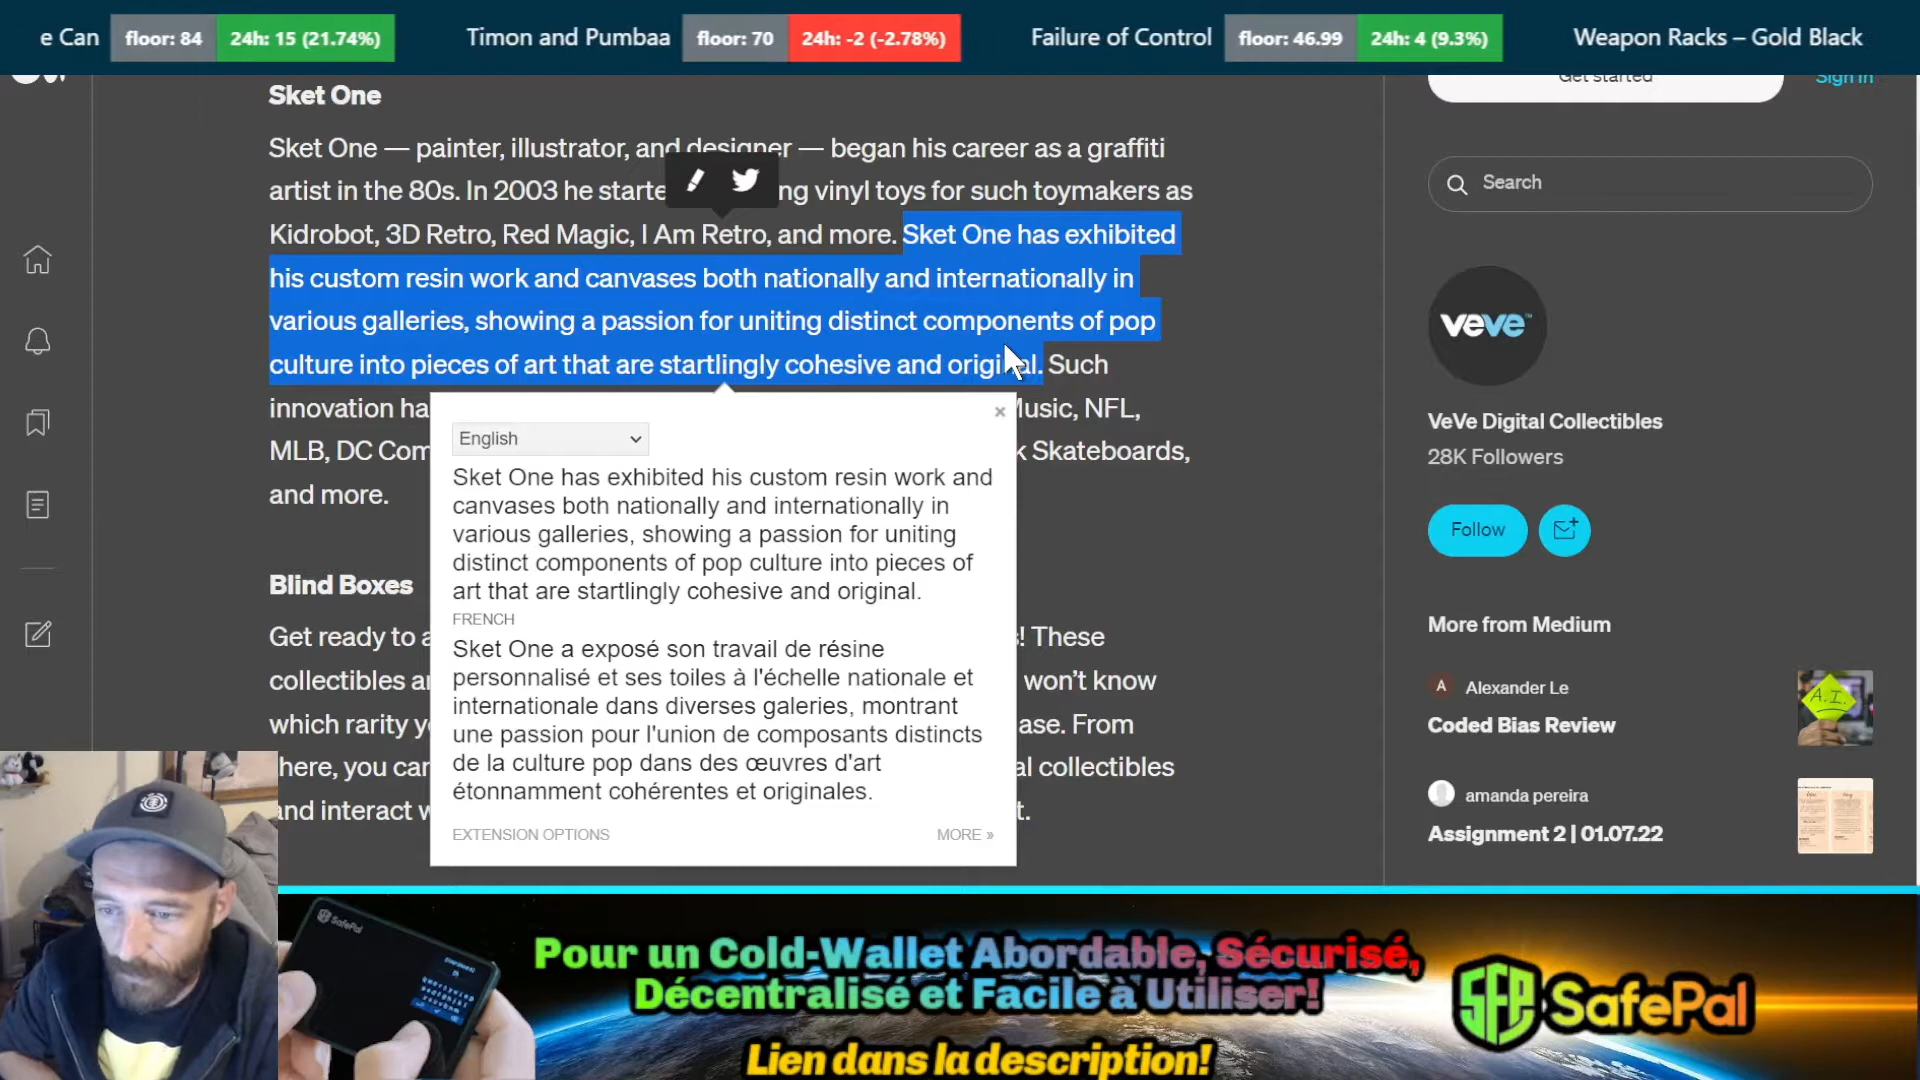 e Can floor: 84 24h: 15 (21.74%) Timon and Pumbaa floor: 70 24h: -2 (-2.78%) Failure of Control floor: 46.99 24h: 4 (9.3%) Weapon Racks – Gold Black
Get started Sign In
Sket One
Sket One — painter, illustrator, and designer — began his career as a graffiti
artist in the 80s. In 2003 he starte ng vinyl toys for such toymakers as
Kidrobot, 3D Retro, Red Magic, I Am Retro, and more. Sket One has exhibited
his custom resin work and canvases both nationally and internationally in
various galleries, showing a passion for uniting distinct components of pop
culture into pieces of art that are startlingly cohesive and original. Such
innovation ha Music, NFL,
MLB, DC Com k Skateboards,
and more.
×
English
Sket One has exhibited his custom resin work and
canvases both nationally and internationally in
various galleries, showing a passion for uniting
distinct components of pop culture into pieces of
art that are startlingly cohesive and original.
FRENCH
Sket One a exposé son travail de résine
personnalisé et ses toiles à l'échelle nationale et
internationale dans diverses galeries, montrant
une passion pour l'union de composants distincts
de la culture pop dans des œuvres d'art
étonnamment cohérentes et originales.
EXTENSION OPTIONS MORE »
Blind Boxes
Get ready to a s! These
collectibles ar won't know
which rarity y ase. From
there, you can al collectibles
and interact w t.
Search
veve
VeVe Digital Collectibles
28K Followers
Follow
More from Medium
A Alexander Le
Coded Bias Review
A.I.
amanda pereira
Assignment 2 | 01.07.22
SafePal
Pour un Cold-Wallet Abordable, Sécurisé,
Décentralisé et Facile à Utiliser!
Lien dans la description!
SFP SafePal